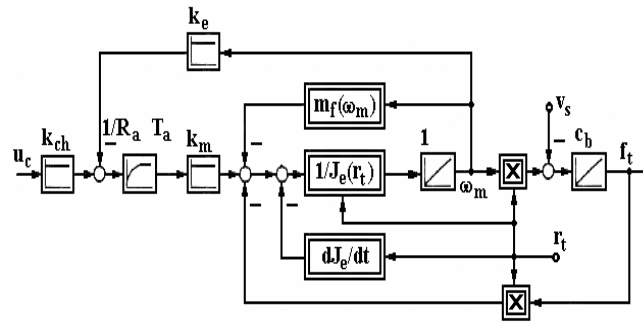 k_e
m_f(ω_m)
v_s
u_c
k_ch
1/R_a T_a
k_m
1/J_e(r_t)
1
ω_m
X
c_b
f_t
dJ_e/dt
r_t
X